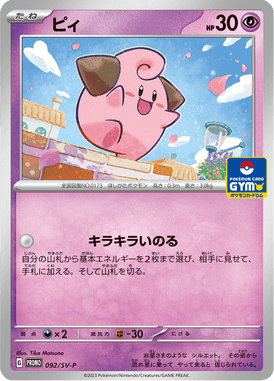 たね ピィ HP30
全国図鑑NO.0173 ほしがたポケモン 高さ：0.3m 重さ：3.0kg
POKÉMON CARD
GYM
ポケモンカードジム
キラキラいのる
自分の山札から基本エネルギーを2枚まで選び、相手に見せて、
手札に加える。そして山札を切る。
弱点 ×2 抵抗力 -30 にげる
illus. Tika Matsuno
G PROMO 092/SV-P
お星さまのような シルエット。その姿から
流れ星に 乗って やって来ると 信じられている。
©2023 Pokémon/Nintendo/Creatures/GAME FREAK.